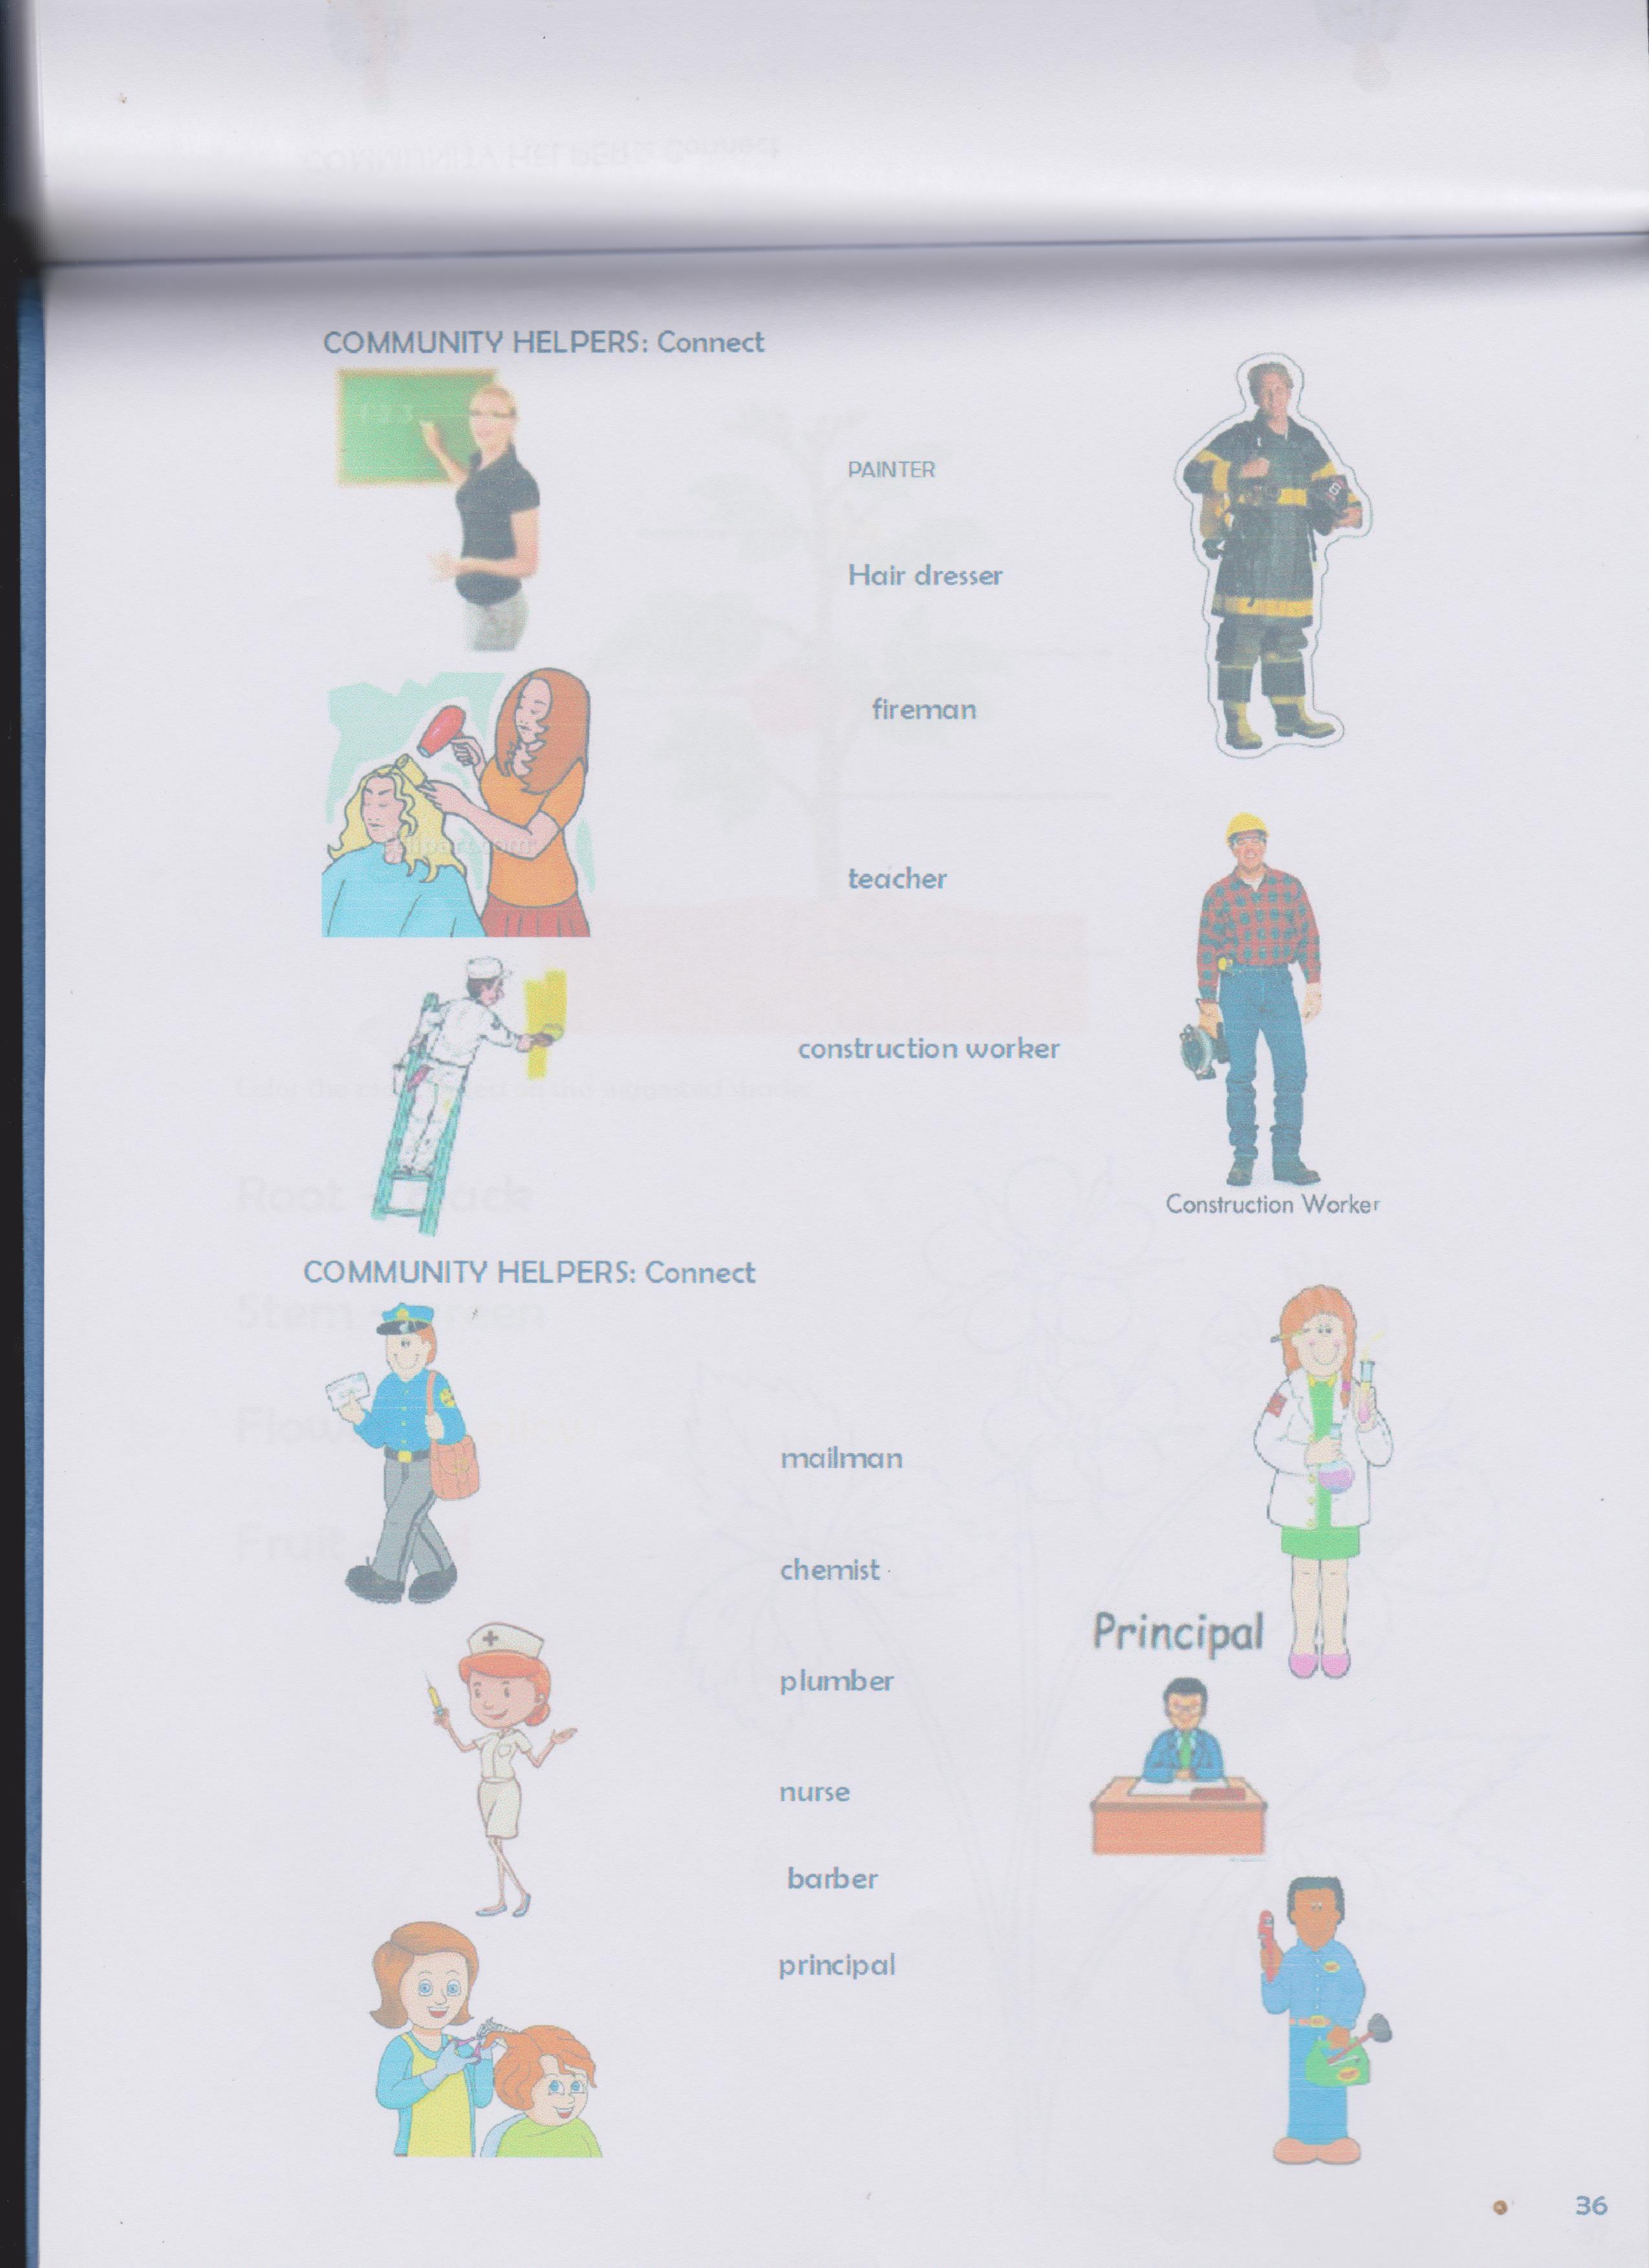 COMMUNITY HELPERS: Connect
PAINTER
Hair dresser
fireman
teacher
construction worker
Construction Worker
COMMUNITY HELPERS: Connect
mailman
chemist
Principal
plumber
nurse
barber
principal
36